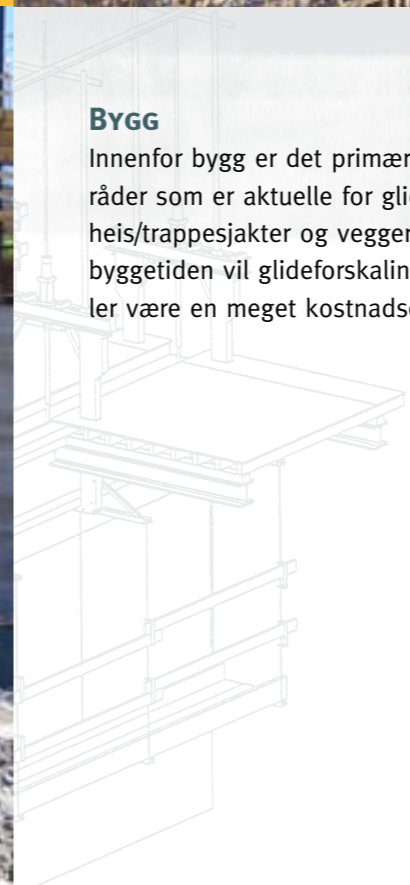 BYGG
Innenfor bygg er det primær
råder som er aktuelle for glid
heis/trappesjakter og vegger
byggetiden vil glideforskalin
ler være en meget kostnads